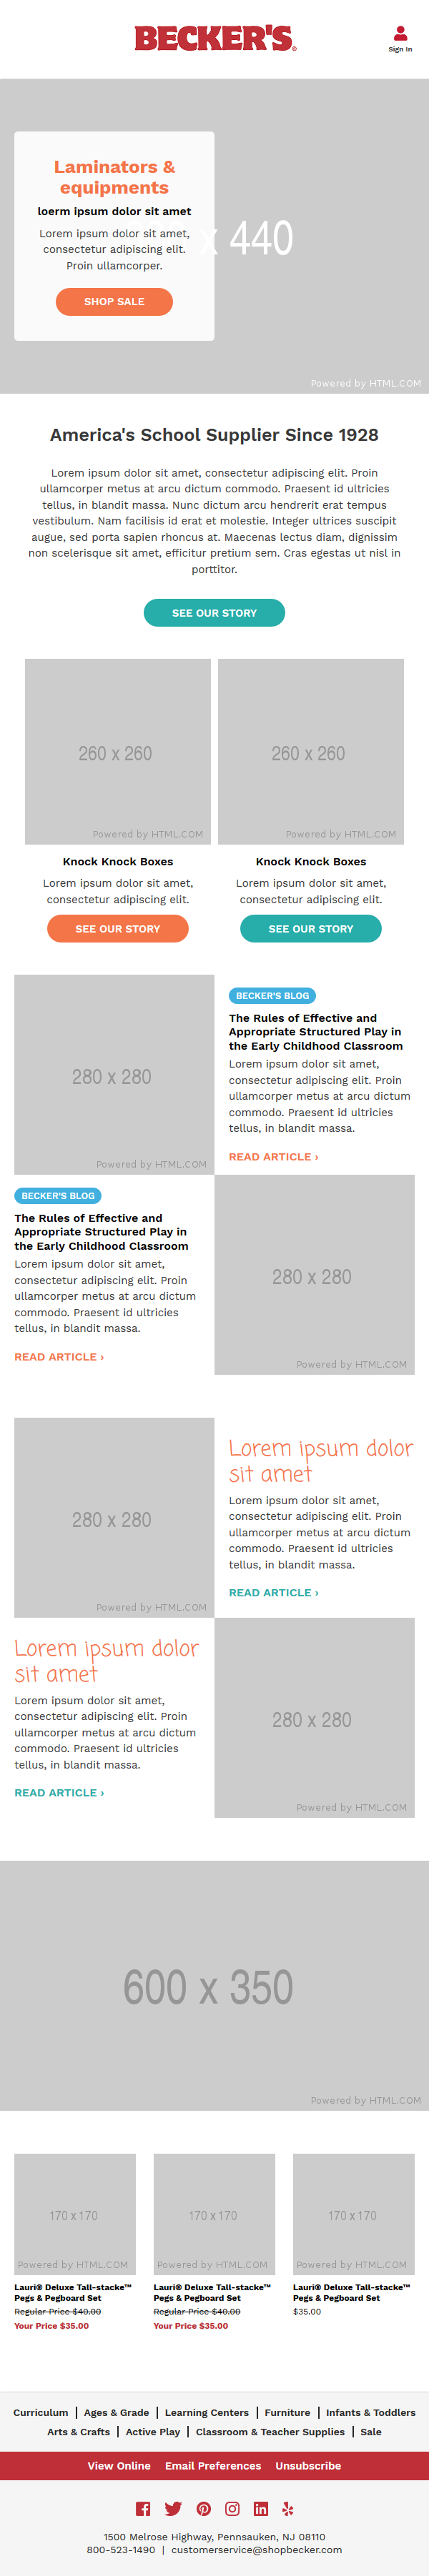 BECKER'S®
Sign In
Laminators &
equipments
loerm ipsum dolor sit amet
Lorem ipsum dolor sit amet,
consectetur adipiscing elit.
Proin ullamcorper.
x 440
SHOP SALE
Powered by HTML.COM
America's School Supplier Since 1928
Lorem ipsum dolor sit amet, consectetur adipiscing elit. Proin
ullamcorper metus at arcu dictum commodo. Praesent id ultricies
tellus, in blandit massa. Nunc dictum arcu hendrerit erat tempus
vestibulum. Nam facilisis id erat et molestie. Integer ultrices suscipit
augue, sed porta sapien rhoncus at. Maecenas lectus diam, dignissim
non scelerisque sit amet, efficitur pretium sem. Cras egestas ut nisl in
porttitor.
SEE OUR STORY
260 x 260
Powered by HTML.COM
Knock Knock Boxes
Lorem ipsum dolor sit amet,
consectetur adipiscing elit.
SEE OUR STORY
260 x 260
Powered by HTML.COM
Knock Knock Boxes
Lorem ipsum dolor sit amet,
consectetur adipiscing elit.
SEE OUR STORY
280 x 280
Powered by HTML.COM
BECKER'S BLOG
The Rules of Effective and
Appropriate Structured Play in
the Early Childhood Classroom
Lorem ipsum dolor sit amet,
consectetur adipiscing elit. Proin
ullamcorper metus at arcu dictum
commodo. Praesent id ultricies
tellus, in blandit massa.
READ ARTICLE ›
BECKER'S BLOG
The Rules of Effective and
Appropriate Structured Play in
the Early Childhood Classroom
Lorem ipsum dolor sit amet,
consectetur adipiscing elit. Proin
ullamcorper metus at arcu dictum
commodo. Praesent id ultricies
tellus, in blandit massa.
READ ARTICLE ›
280 x 280
Powered by HTML.COM
280 x 280
Powered by HTML.COM
Lorem ipsum dolor
sit amet
Lorem ipsum dolor sit amet,
consectetur adipiscing elit. Proin
ullamcorper metus at arcu dictum
commodo. Praesent id ultricies
tellus, in blandit massa.
READ ARTICLE ›
Lorem ipsum dolor
sit amet
Lorem ipsum dolor sit amet,
consectetur adipiscing elit. Proin
ullamcorper metus at arcu dictum
commodo. Praesent id ultricies
tellus, in blandit massa.
READ ARTICLE ›
280 x 280
Powered by HTML.COM
600 x 350
Powered by HTML.COM
170 x 170
Powered by HTML.COM
Lauri® Deluxe Tall-stacke™
Pegs & Pegboard Set
Regular Price $40.00
Your Price $35.00
170 x 170
Powered by HTML.COM
Lauri® Deluxe Tall-stacke™
Pegs & Pegboard Set
Regular Price $40.00
Your Price $35.00
170 x 170
Powered by HTML.COM
Lauri® Deluxe Tall-stacke™
Pegs & Pegboard Set
$35.00
Curriculum | Ages & Grade | Learning Centers | Furniture | Infants & Toddlers
Arts & Crafts | Active Play | Classroom & Teacher Supplies | Sale
View Online Email Preferences Unsubscribe
1500 Melrose Highway, Pennsauken, NJ 08110
800-523-1490 | customerservice@shopbecker.com